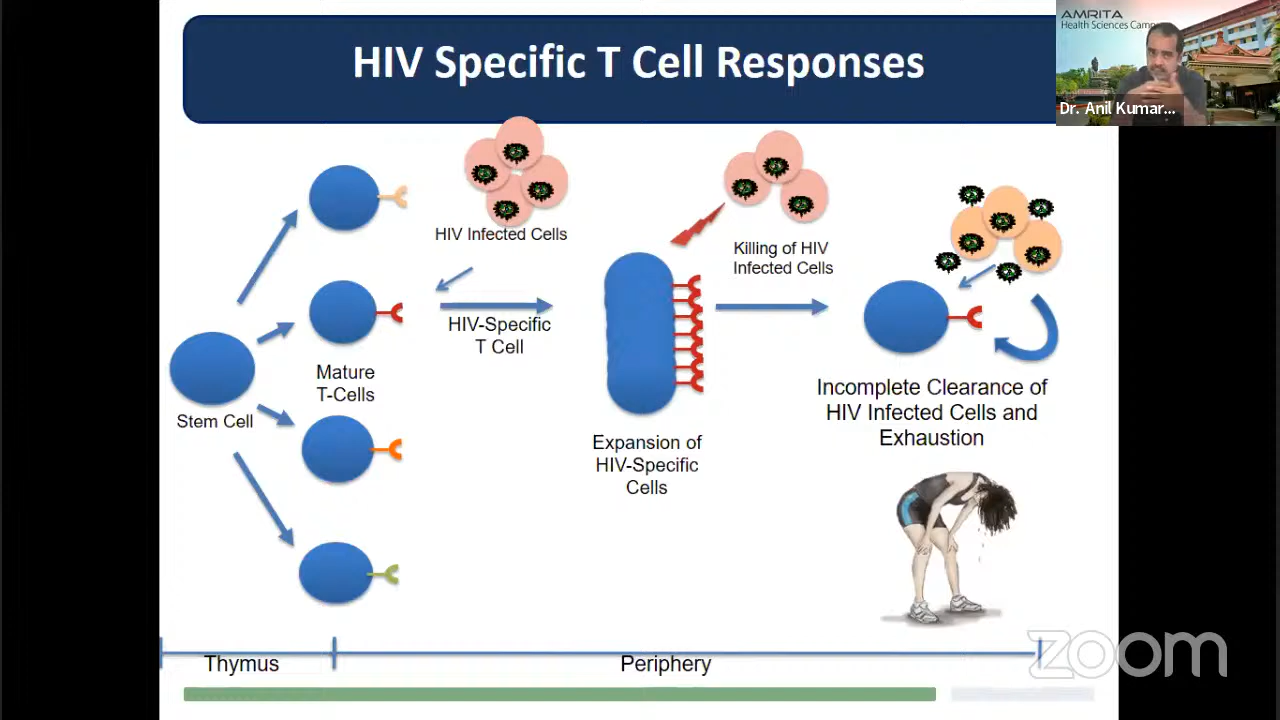 HIV Specific T Cell Responses
AMRITA
Health Sciences Camp
Dr. Anil Kumar...
HIV Infected Cells
Killing of HIV
Infected Cells
HIV-Specific
T Cell
Mature
T-Cells
Stem Cell
Expansion of
HIV-Specific
Cells
Incomplete Clearance of
HIV Infected Cells and
Exhaustion
Thymus
Periphery
zoom